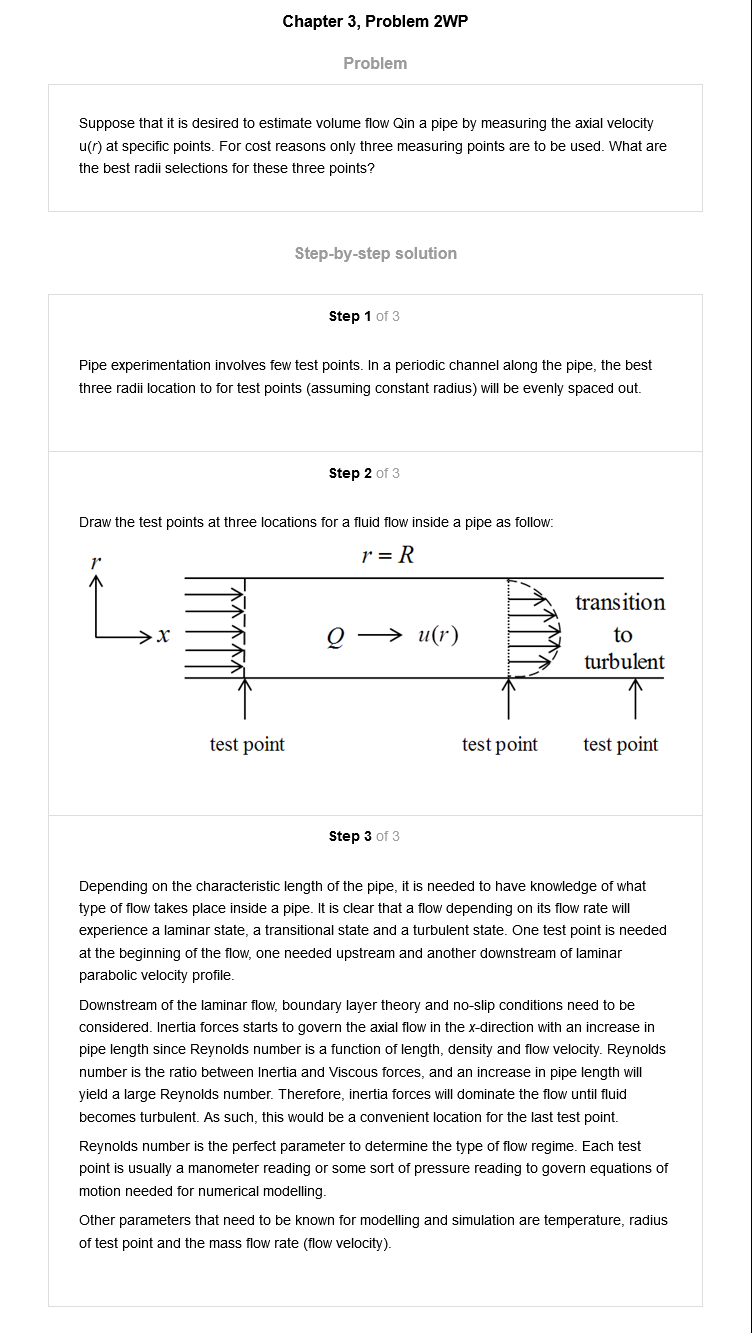 Chapter 3, Problem 2WP
Problem
Suppose that it is desired to estimate volume flow Qin a pipe by measuring the axial velocity
u(r) at specific points. For cost reasons only three measuring points are to be used. What are
the best radii selections for these three points?
Step-by-step solution
Step 1 of 3
Pipe experimentation involves few test points. In a periodic channel along the pipe, the best
three radii location to for test points (assuming constant radius) will be evenly spaced out.
Step 2 of 3
Draw the test points at three locations for a fluid flow inside a pipe as follow:
r = R
r
transition
x
Q → u(r)
to
turbulent
test point
test point
test point
Step 3 of 3
Depending on the characteristic length of the pipe, it is needed to have knowledge of what
type of flow takes place inside a pipe. It is clear that a flow depending on its flow rate will
experience a laminar state, a transitional state and a turbulent state. One test point is needed
at the beginning of the flow, one needed upstream and another downstream of laminar
parabolic velocity profile.
Downstream of the laminar flow, boundary layer theory and no-slip conditions need to be
considered. Inertia forces starts to govern the axial flow in the x-direction with an increase in
pipe length since Reynolds number is a function of length, density and flow velocity. Reynolds
number is the ratio between Inertia and Viscous forces, and an increase in pipe length will
yield a large Reynolds number. Therefore, inertia forces will dominate the flow until fluid
becomes turbulent. As such, this would be a convenient location for the last test point.
Reynolds number is the perfect parameter to determine the type of flow regime. Each test
point is usually a manometer reading or some sort of pressure reading to govern equations of
motion needed for numerical modelling.
Other parameters that need to be known for modelling and simulation are temperature, radius
of test point and the mass flow rate (flow velocity).